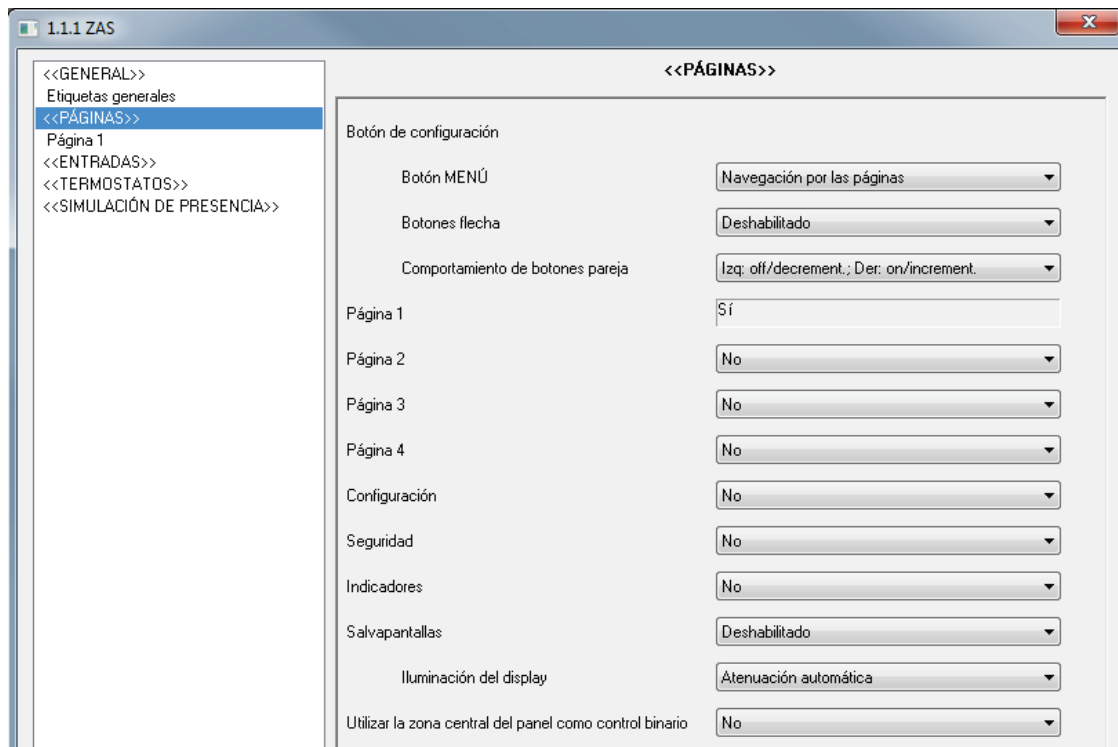 1.1.1 ZAS
<<GENERAL>>
Etiquetas generales
<<PÁGINAS>>
Página 1
<<ENTRADAS>>
<<TERMOSTATOS>>
<<SIMULACIÓN DE PRESENCIA>>
<<PÁGINAS>>
Botón de configuración
Botón MENÚ Navegación por las páginas
Botones flecha Deshabilitado
Comportamiento de botones pareja Izq: off/decrement.; Der: on/increment.
Página 1 Sí
Página 2 No
Página 3 No
Página 4 No
Configuración No
Seguridad No
Indicadores No
Salvapantallas Deshabilitado
Iluminación del display Atenuación automática
Utilizar la zona central del panel como control binario No